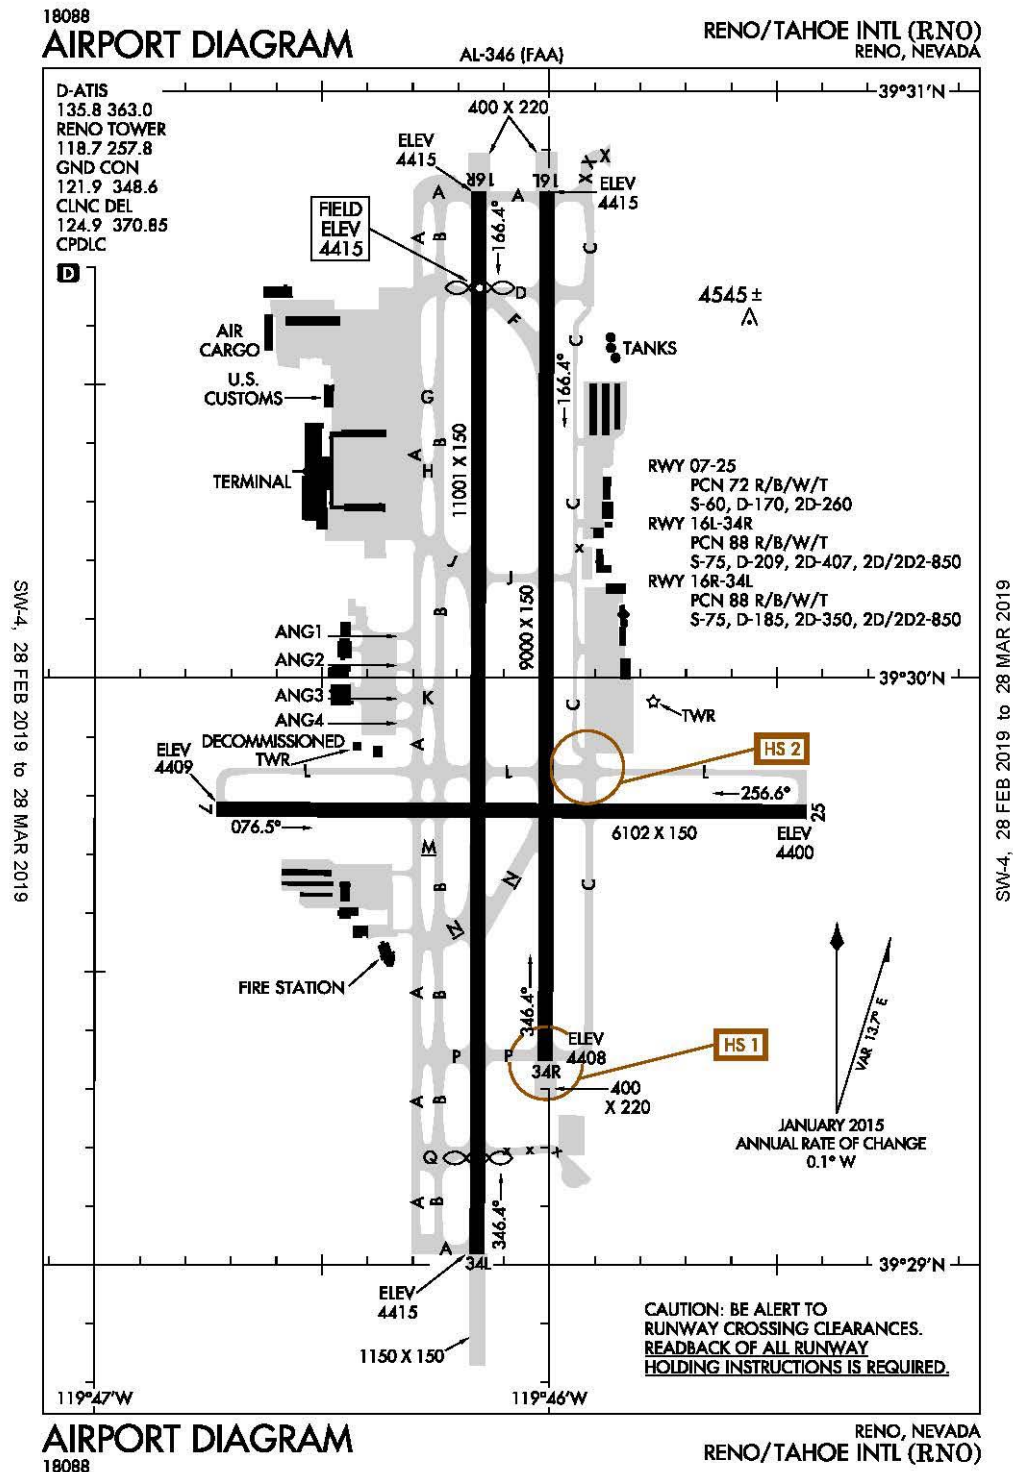 18088
AIRPORT DIAGRAM
AL-346 (FAA)
RENO/TAHOE INTL (RNO)
RENO, NEVADA
D-ATIS
135.8 363.0
RENO TOWER
118.7 257.8
GND CON
121.9 348.6
CLNC DEL
124.9 370.85
CPDLC
D
39°31'N
400 X 220
ELEV
4415
16R
16L
ELEV
4415
X
X
X
X
A
A
FIELD
ELEV
4415
A
B
166.4°
C
D
F
4545 ±
AIR
CARGO
C
TANKS
U.S.
CUSTOMS
166.4°
G
11001 X 150
B
A
H
TERMINAL
C
RWY 07-25
PCN 72 R/B/W/T
S-60, D-170, 2D-260
RWY 16L-34R
PCN 88 R/B/W/T
S-75, D-209, 2D-407, 2D/2D2-850
RWY 16R-34L
PCN 88 R/B/W/T
S-75, D-185, 2D-350, 2D/2D2-850
J
X
J
B
9000 X 150
ANG1
ANG2
ANG3
ANG4
39°30'N
K
C
TWR
DECOMMISSIONED
TWR
A
HS 2
ELEV
4409
L
L
L
7
256.6°
25
076.5°
6102 X 150
ELEV
4400
M
B
N
C
N
FIRE STATION
A
B
346.4°
VAR 13.7° E
ELEV
4408
HS 1
P
P
34R
400
X 220
A
B
JANUARY 2015
ANNUAL RATE OF CHANGE
0.1° W
Q
x
x
x
A
B
346.4°
A
34L
39°29'N
ELEV
4415
1150 X 150
CAUTION: BE ALERT TO
RUNWAY CROSSING CLEARANCES.
READBACK OF ALL RUNWAY
HOLDING INSTRUCTIONS IS REQUIRED.
119°47'W
119°46'W
SW-4, 28 FEB 2019 to 28 MAR 2019
SW-4, 28 FEB 2019 to 28 MAR 2019
AIRPORT DIAGRAM
18088
RENO, NEVADA
RENO/TAHOE INTL (RNO)